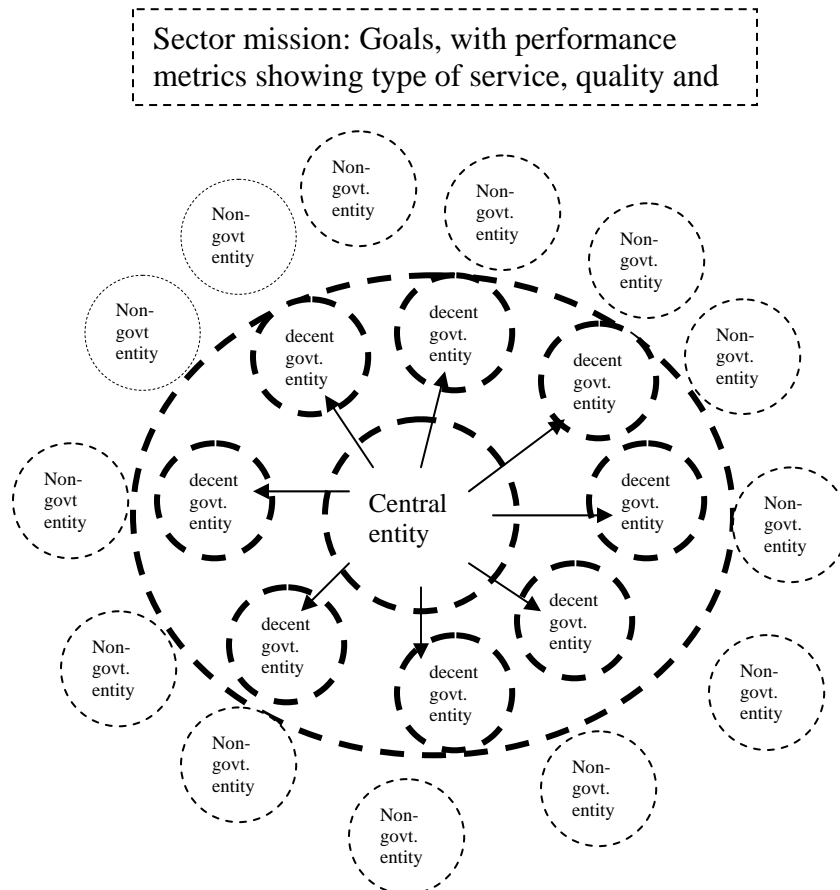 Sector mission: Goals, with performance
metrics showing type of service, quality and
Non-
govt.
entity
Non-
govt.
entity
Non-
govt
entity
Non-
govt.
entity
Non-
govt
entity
Non-
govt.
entity
decent
govt.
entity
decent
govt.
entity
decent
govt.
entity
Non-
govt
entity
decent
govt.
entity
Central
entity
decent
govt.
entity
Non-
govt.
entity
decent
govt.
entity
decent
govt.
entity
decent
govt.
entity
Non-
govt.
entity
Non-
govt.
entity
Non-
govt.
entity
Non-
govt.
entity
Non-
govt.
entity